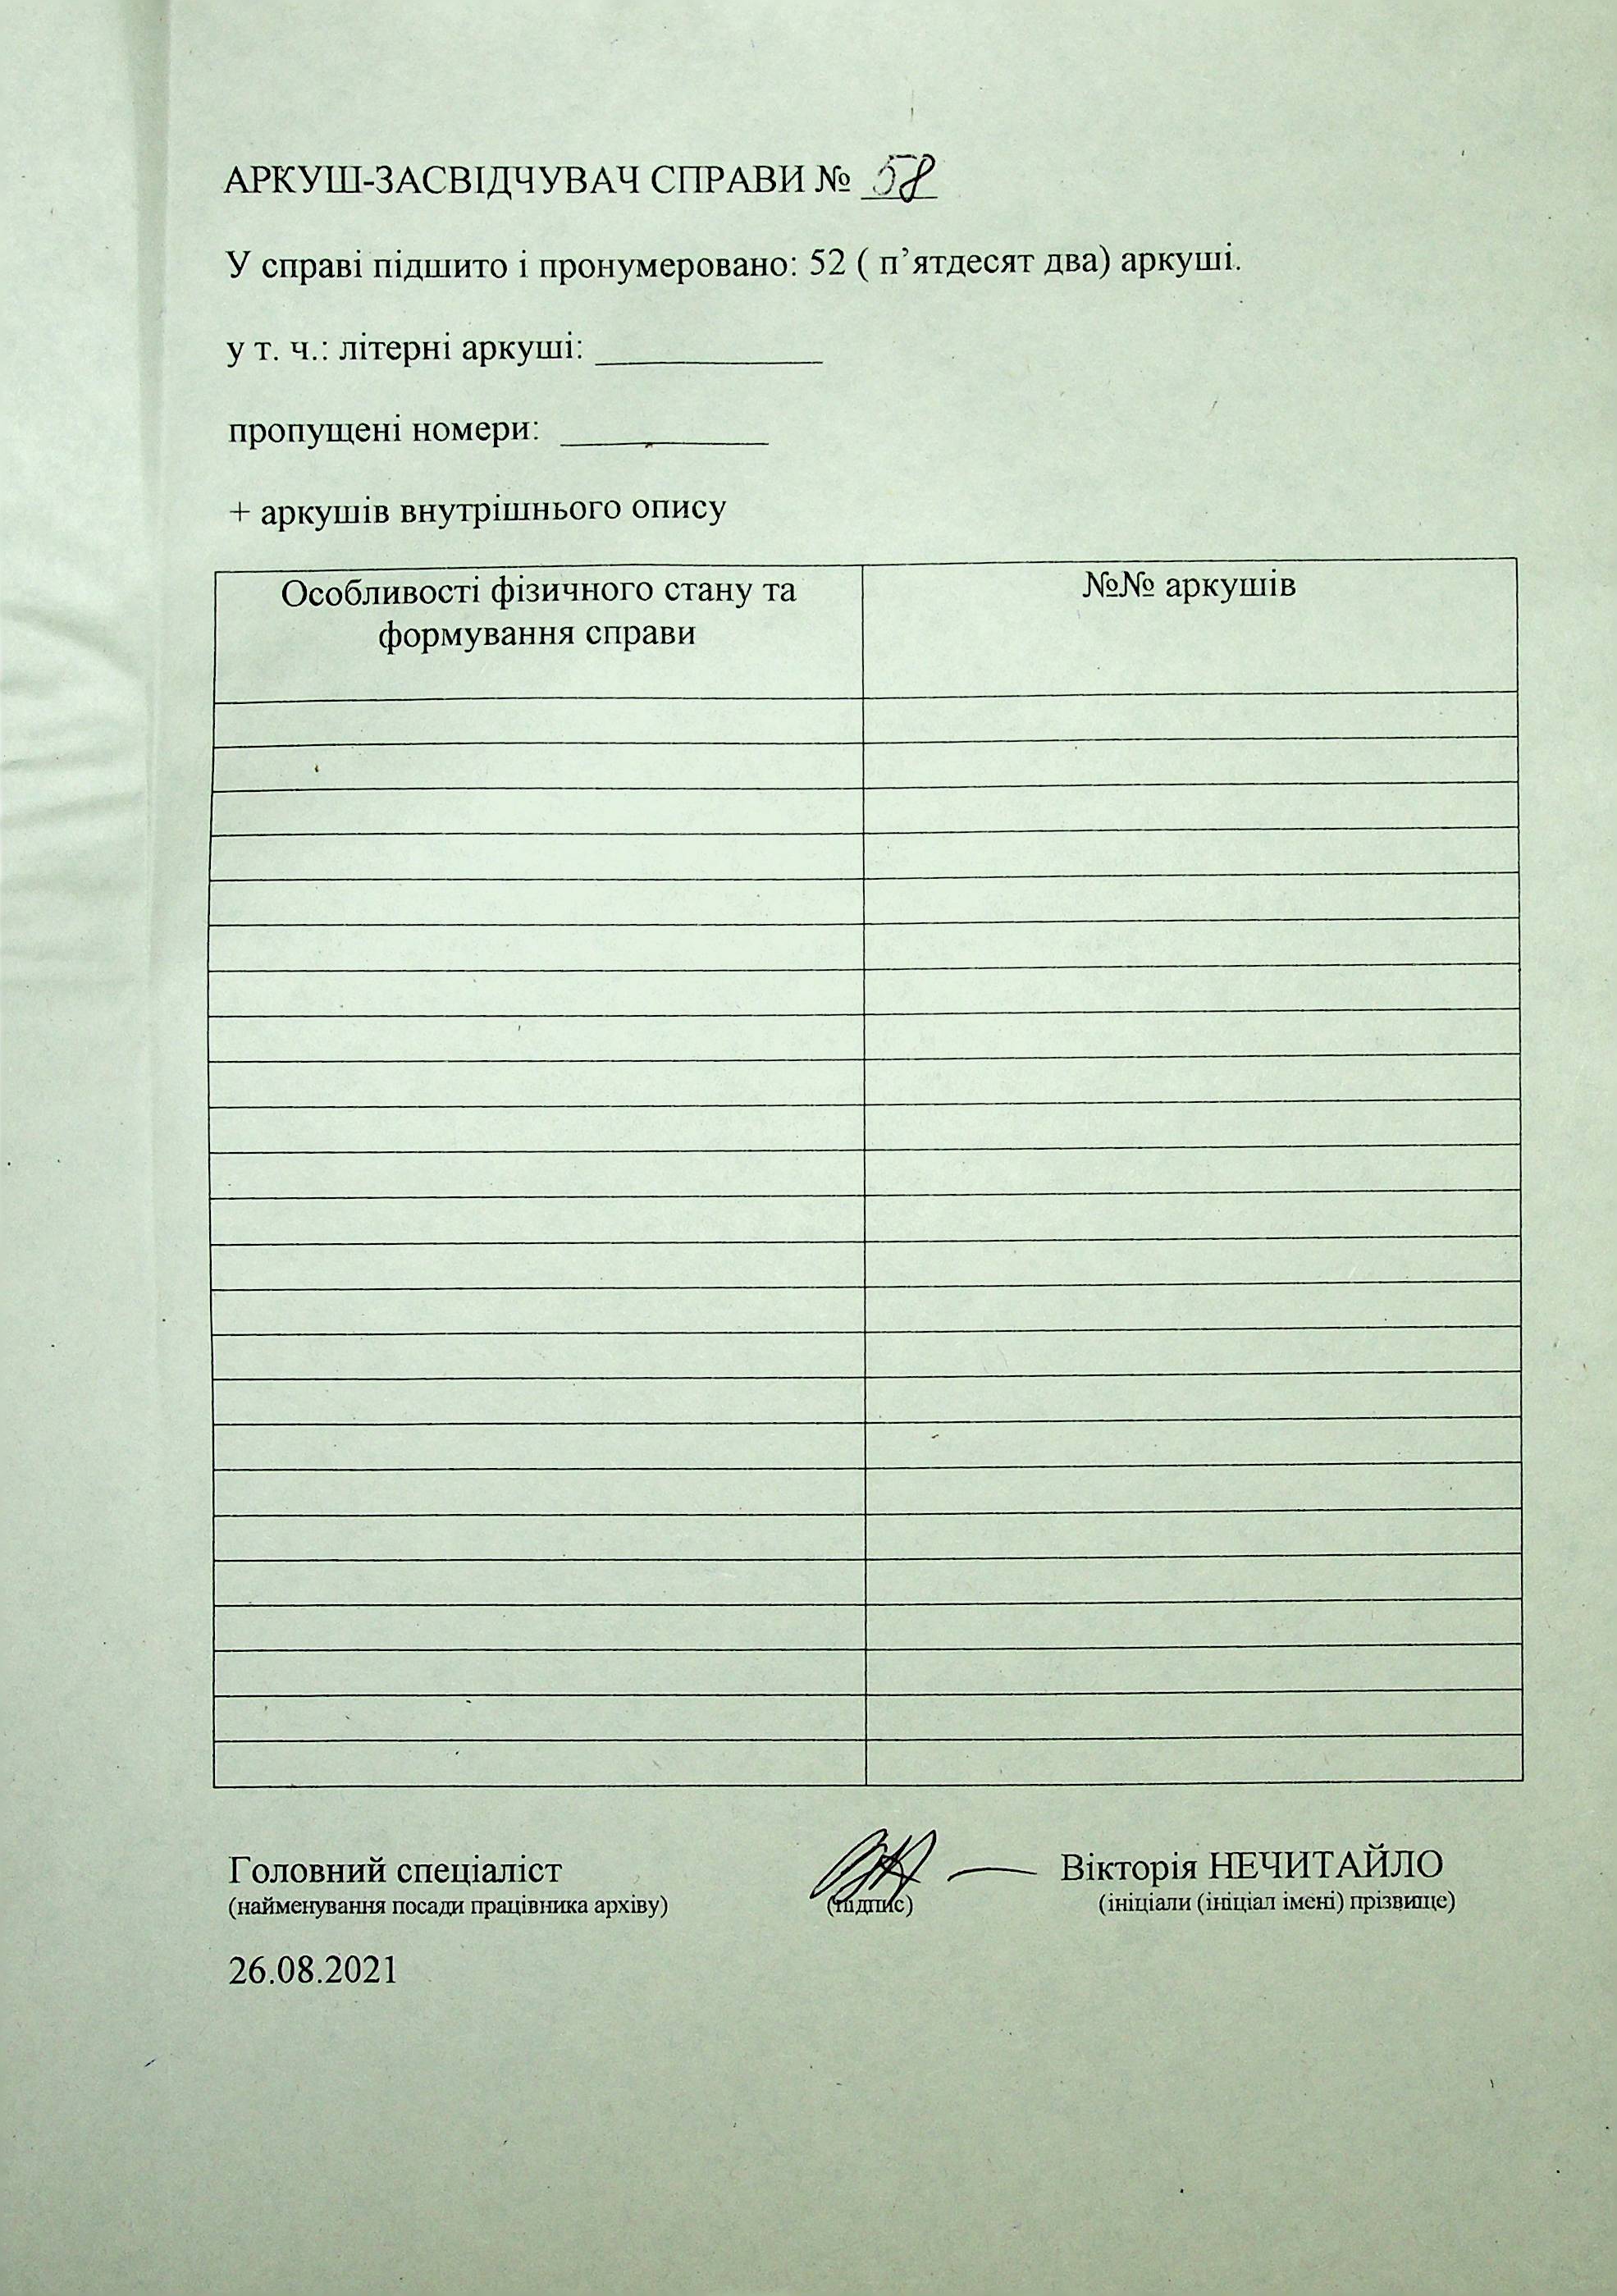 АРКУШ-ЗАСВІДЧУВАЧ СПРАВИ № 58
У справі підшито і пронумеровано: 52 ( п’ятдесят два) аркуші.
у т. ч.: літерні аркуші: ____________
пропущені номери: ___________
+ аркушів внутрішнього опису
Особливості фізичного стану та
формування справи
№№ аркушів
Головний спеціаліст
Вікторія НЕЧИТАЙЛО
(найменування посади працівника архіву)
(підпис)
(ініціали (ініціал імені) прізвище)
26.08.2021